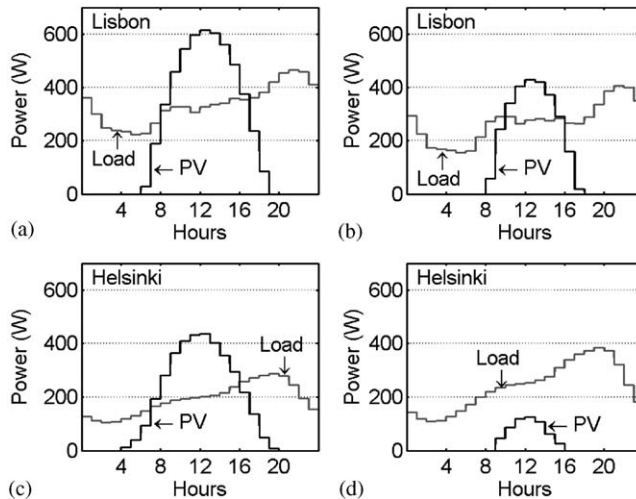 Lisbon
Power (W)
600
400
200
0
Load
PV
4 8 12 16 20
Hours
(a)
Lisbon
Power (W)
600
400
200
0
Load
PV
4 8 12 16 20
Hours
(b)
Helsinki
Power (W)
600
400
200
0
Load
PV
4 8 12 16 20
Hours
(c)
Helsinki
Power (W)
600
400
200
0
Load
PV
4 8 12 16 20
Hours
(d)